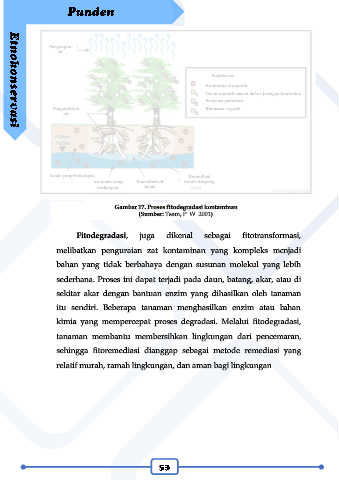 Punden
Etnokonservasi
Gambar 17. Proses fitodegradasi kontaminan
(Sumber: Tsem, P W 2001)
Fitodegradasi, juga dikenal sebagai fitotransformasi,
melibatkan penguraian zat kontaminan yang kompleks menjadi
bahan yang tidak berbahaya dengan susunan molekul yang lebih
sederhana. Proses ini dapat terjadi pada daun, batang, akar, atau di
sekitar akar dengan bantuan enzim yang dihasilkan oleh tanaman
itu sendiri. Beberapa tanaman menghasilkan enzim atau bahan
kimia yang mempercepat proses degradasi. Melalui fitodegradasi,
tanaman membantu membersihkan lingkungan dari pencemaran,
sehingga fitoremediasi dianggap sebagai metode remediasi yang
relatif murah, ramah lingkungan, dan aman bagi lingkungan
53